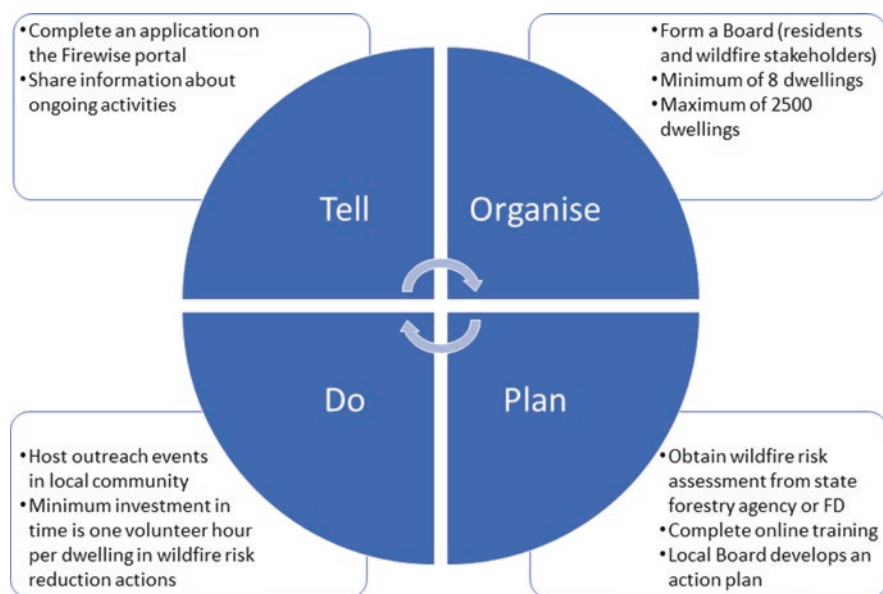 • Complete an application on
the Firewise portal
• Share information about
ongoing activities
• Form a Board (residents
and wildfire stakeholders)
• Minimum of 8 dwellings
• Maximum of 2500
dwellings
Tell
Organise
Do
Plan
• Host outreach events
in local community
• Minimum investment in
time is one volunteer hour
per dwelling in wildfire risk
reduction actions
• Obtain wildfire risk
assessment from state
forestry agency or FD
• Complete online training
• Local Board develops an
action plan